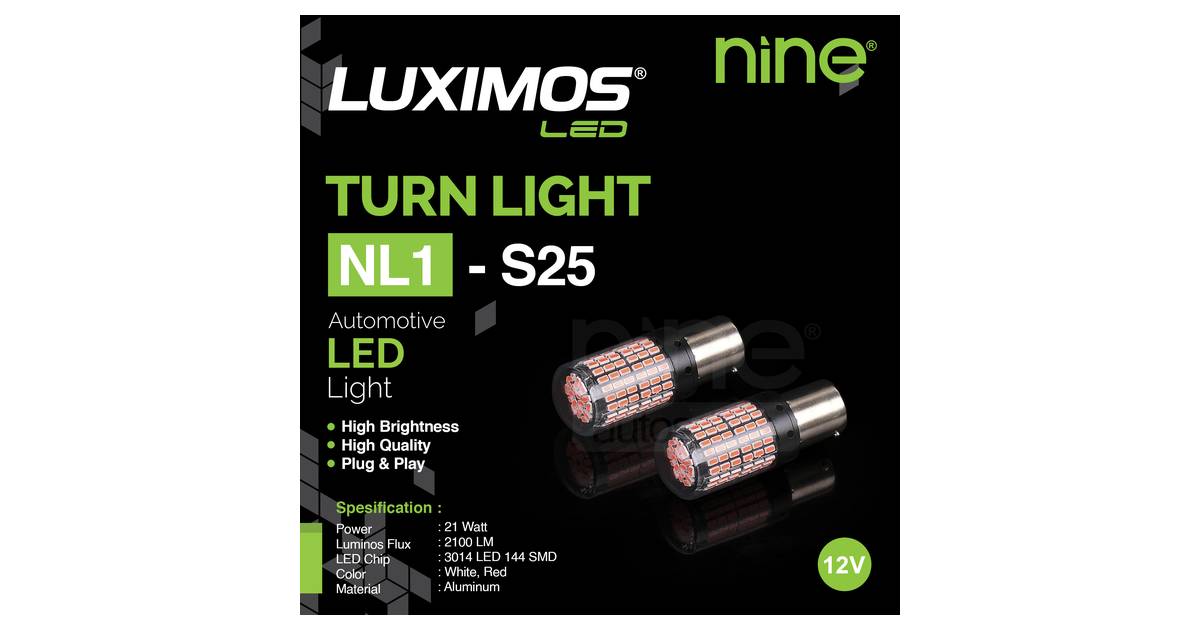 LUXIMOS®
LED
nine®
TURN LIGHT
NL1 - S25
Automotive
LED
Light
High Brightness
High Quality
Plug & Play
Spesification :
Power : 21 Watt
Luminos Flux : 2100 LM
LED Chip : 3014 LED 144 SMD
Color : White, Red
Material : Aluminum
nine®
12V